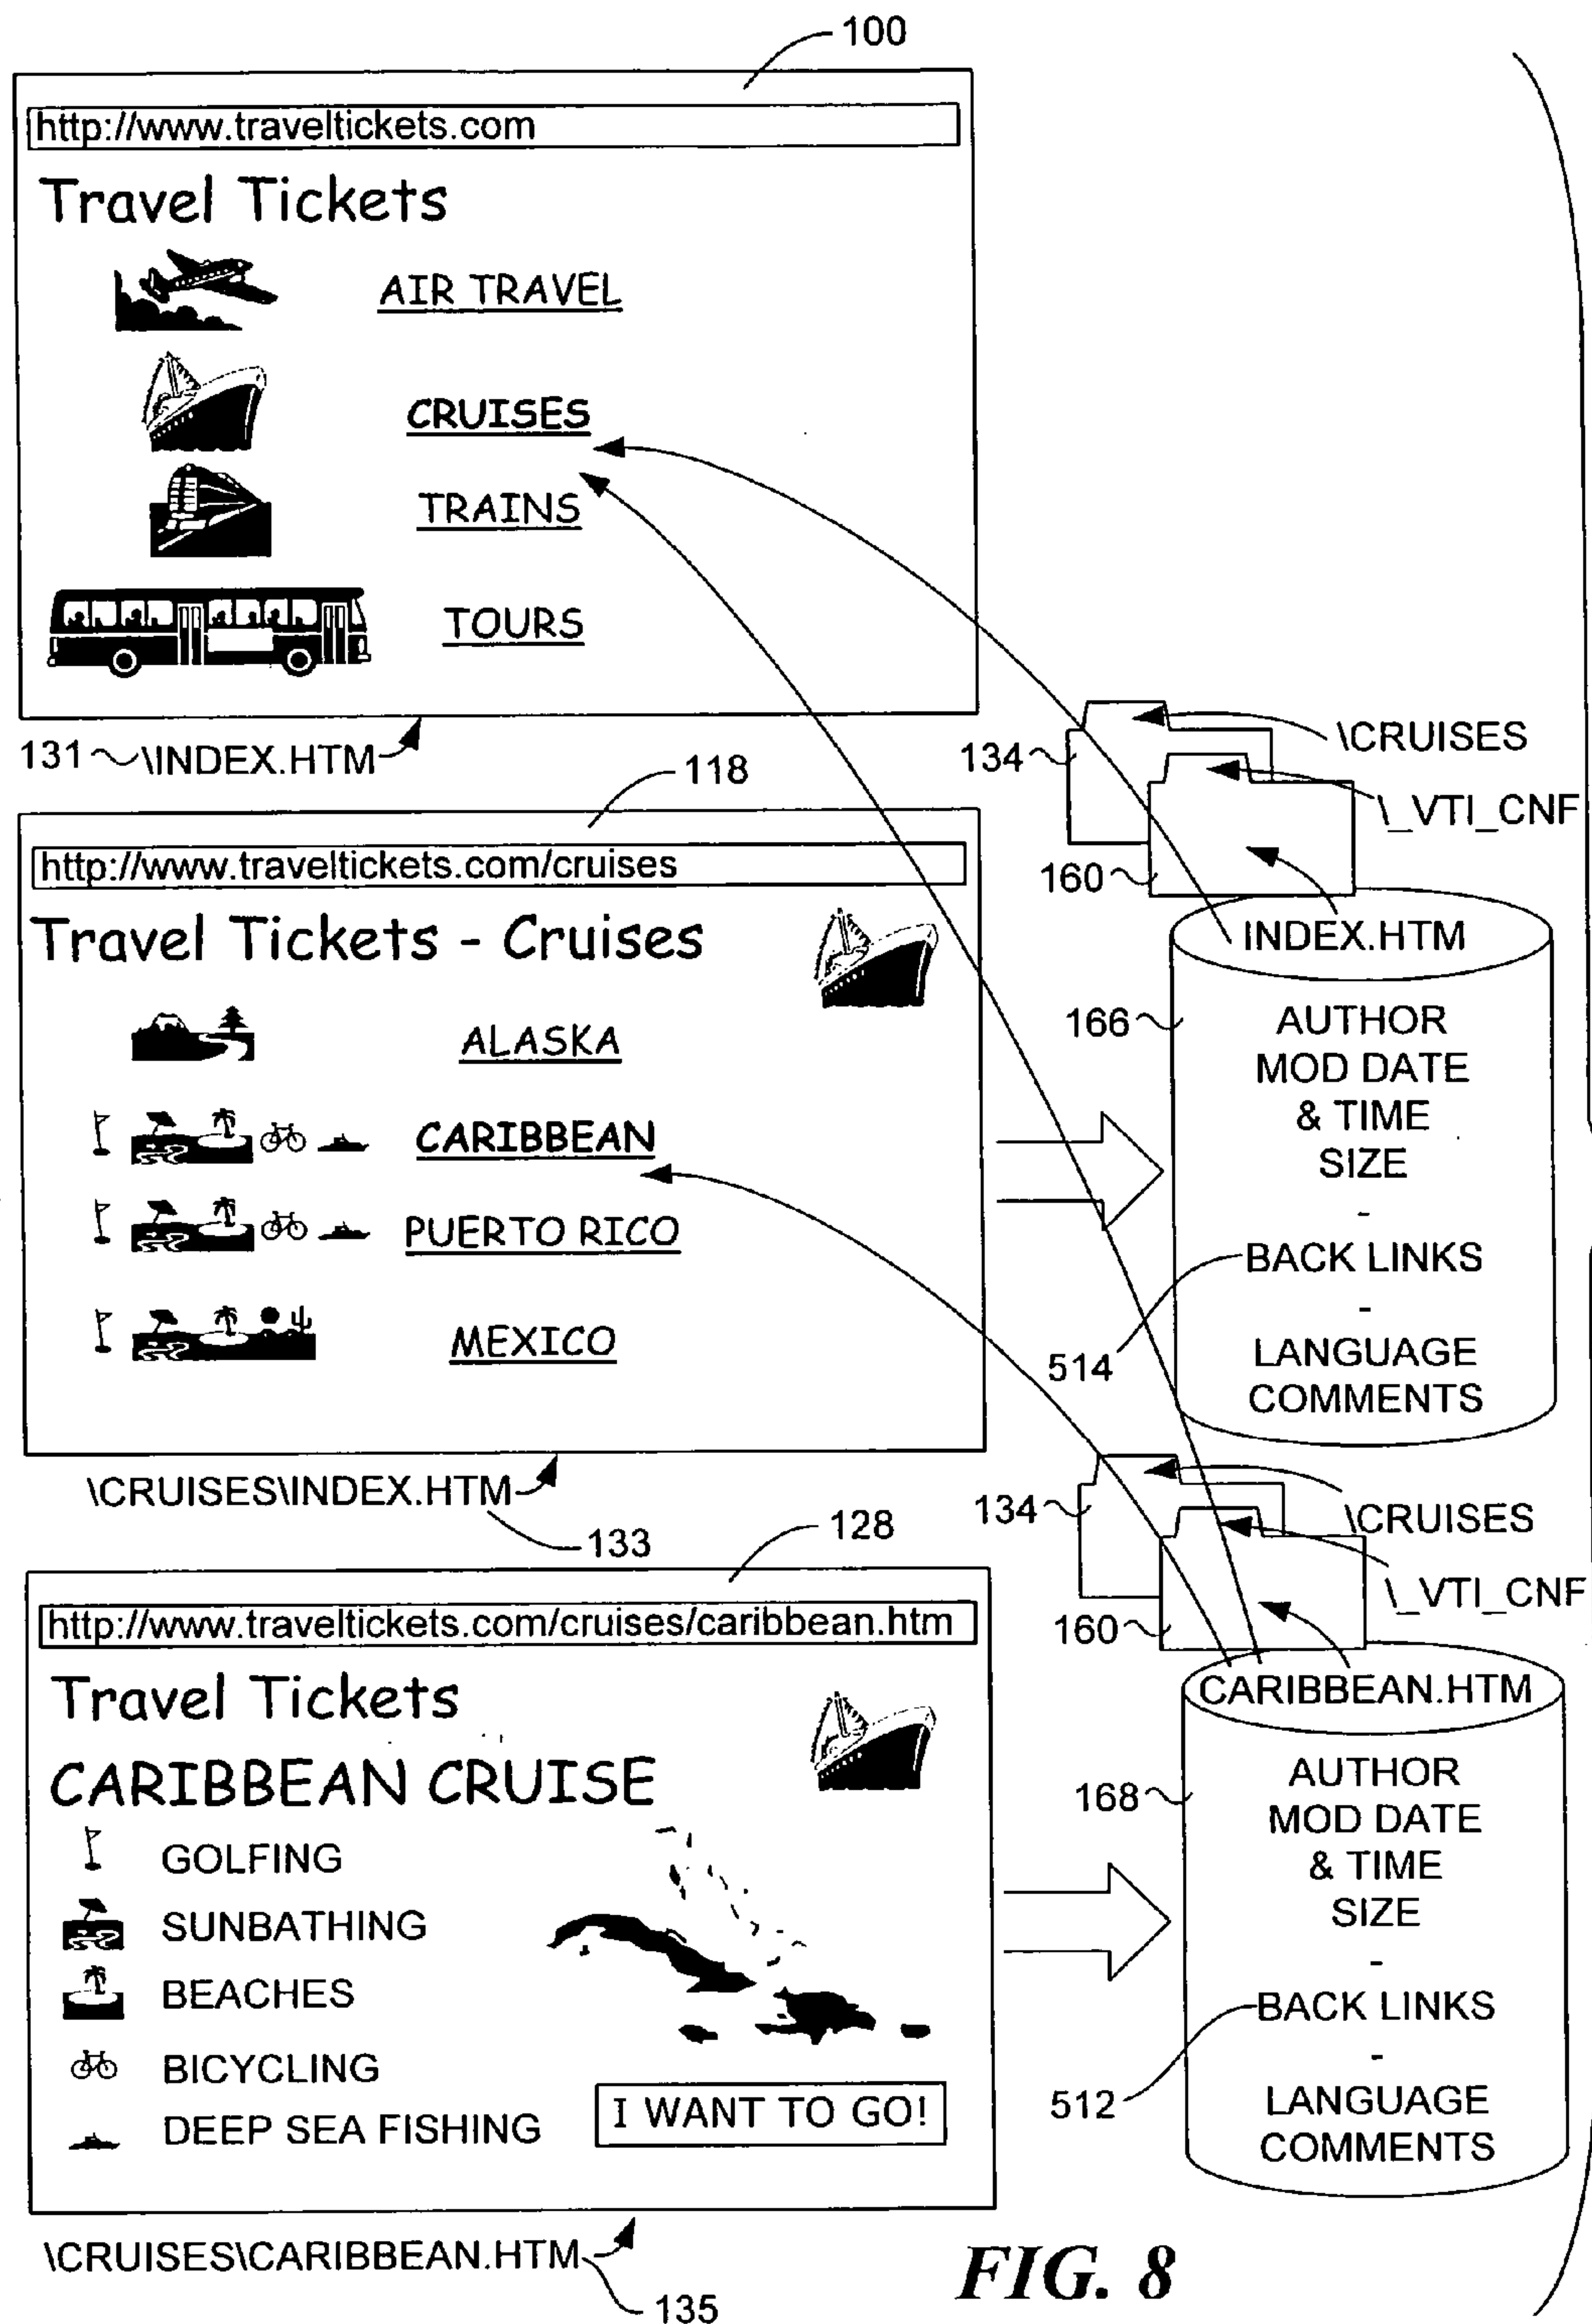 100
http://www.traveltickets.com
Travel Tickets
AIR TRAVEL
CRUISES
TRAINS
TOURS
131 \INDEX.HTM
134
\CRUISES
\_VTI_CNF
160
INDEX.HTM
166
AUTHOR
MOD DATE
& TIME
SIZE
-
BACK LINKS
-
LANGUAGE
COMMENTS
514
118
http://www.traveltickets.com/cruises
Travel Tickets - Cruises
ALASKA
CARIBBEAN
PUERTO RICO
MEXICO
\CRUISES\INDEX.HTM
133
134
\CRUISES
\_VTI_CNF
160
CARIBBEAN.HTM
168
AUTHOR
MOD DATE
& TIME
SIZE
-
BACK LINKS
-
LANGUAGE
COMMENTS
512
128
http://www.traveltickets.com/cruises/caribbean.htm
Travel Tickets
CARIBBEAN CRUISE
GOLFING
SUNBATHING
BEACHES
BICYCLING
DEEP SEA FISHING
I WANT TO GO!
\CRUISES\CARIBBEAN.HTM
135
FIG. 8